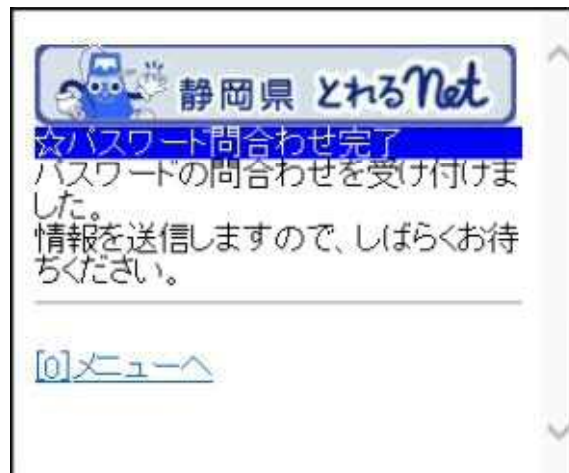 静岡県 とれるNet
☆パスワード問合わせ完了
パスワードの問合わせを受け付けま
した。
情報を送信しますので、しばらくお待
ちください。
[0]メニューへ